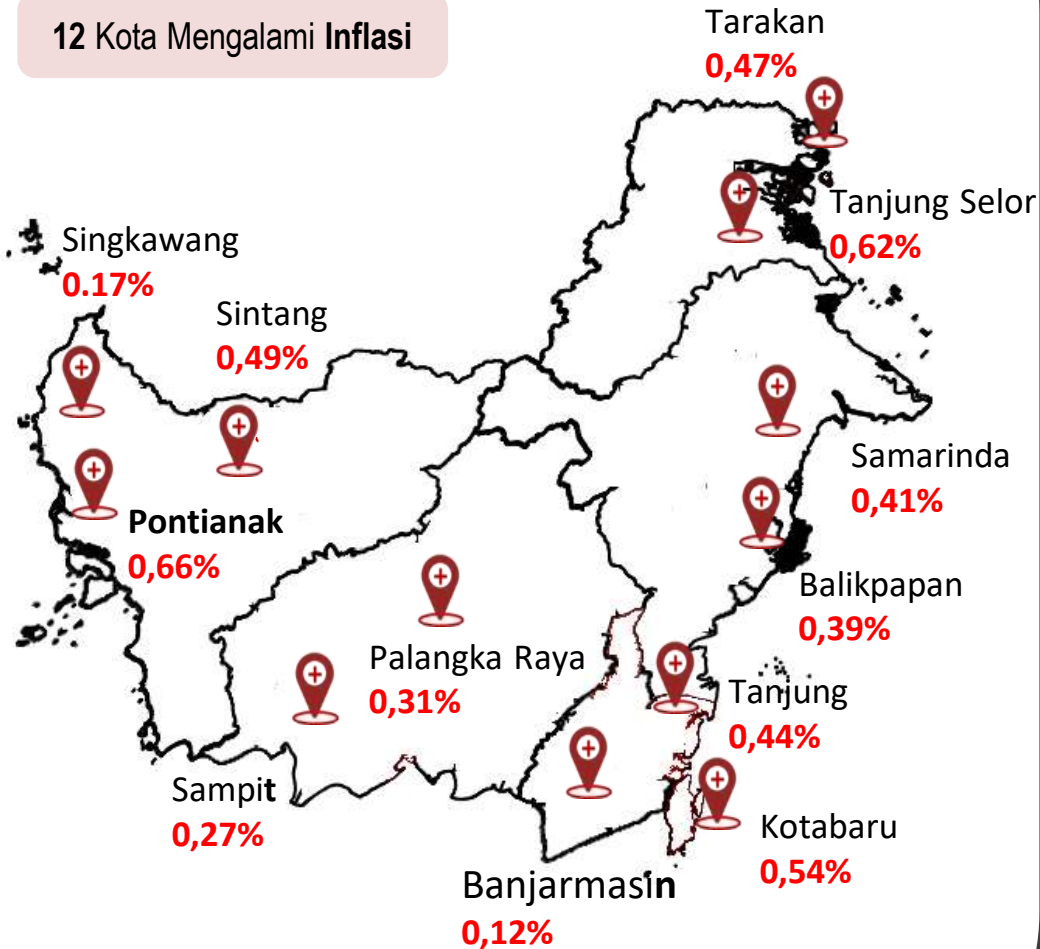 12 Kota Mengalami Inflasi
Tarakan
0,47%
Tanjung Selor
0,62%
Singkawang
0.17%
Sintang
0,49%
Samarinda
0,41%
Pontianak
0,66%
Balikpapan
0,39%
Palangka Raya
0,31%
Tanjung
0,44%
Sampit
0,27%
Kotabaru
0,54%
Banjarmasin
0,12%